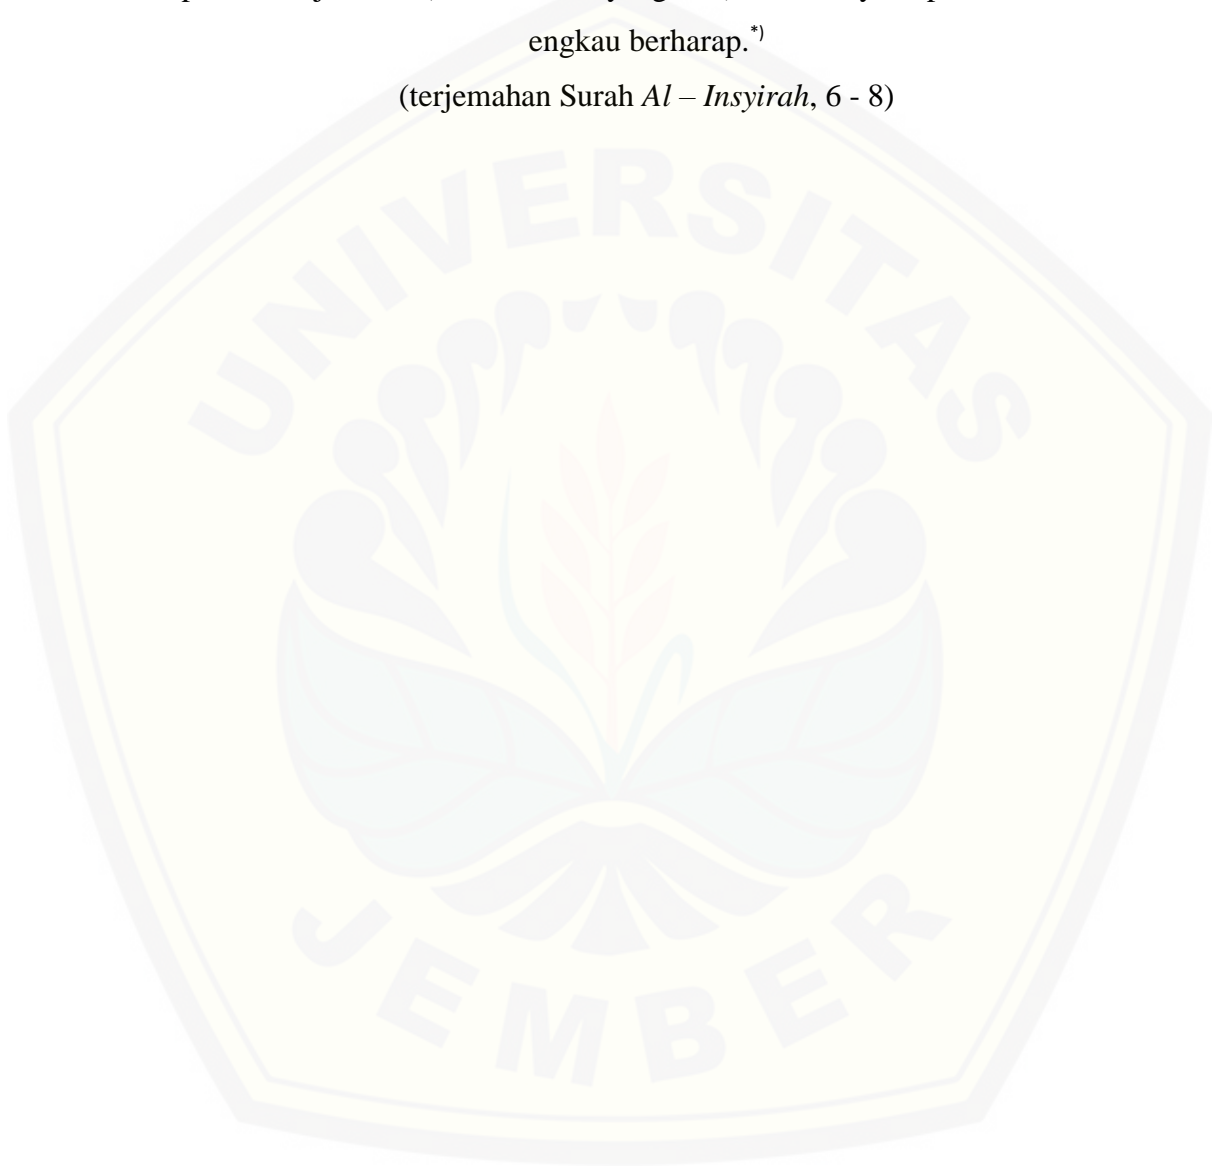 engkau berharap.*)
(terjemahan Surah Al – Insyirah, 6 - 8)
UNIVERSITAS
JEMBER